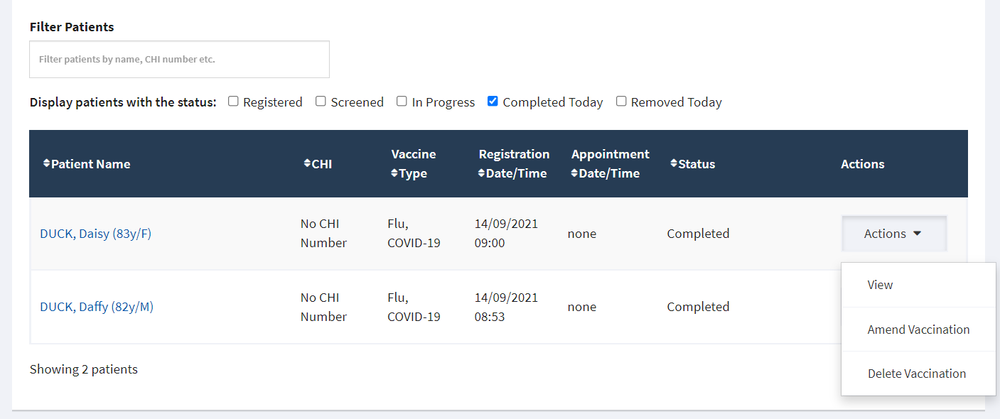 Filter Patients
Filter patients by name, CHI number etc.
Display patients with the status: Registered Screened In Progress Completed Today Removed Today
Patient Name CHI Vaccine Type Registration Date/Time Appointment Date/Time Status Actions
DUCK, Daisy (83y/F) No CHI Number Flu, COVID-19 14/09/2021 09:00 none Completed Actions
View
DUCK, Daffy (82y/M) No CHI Number Flu, COVID-19 14/09/2021 08:53 none Completed
Amend Vaccination
Showing 2 patients
Delete Vaccination